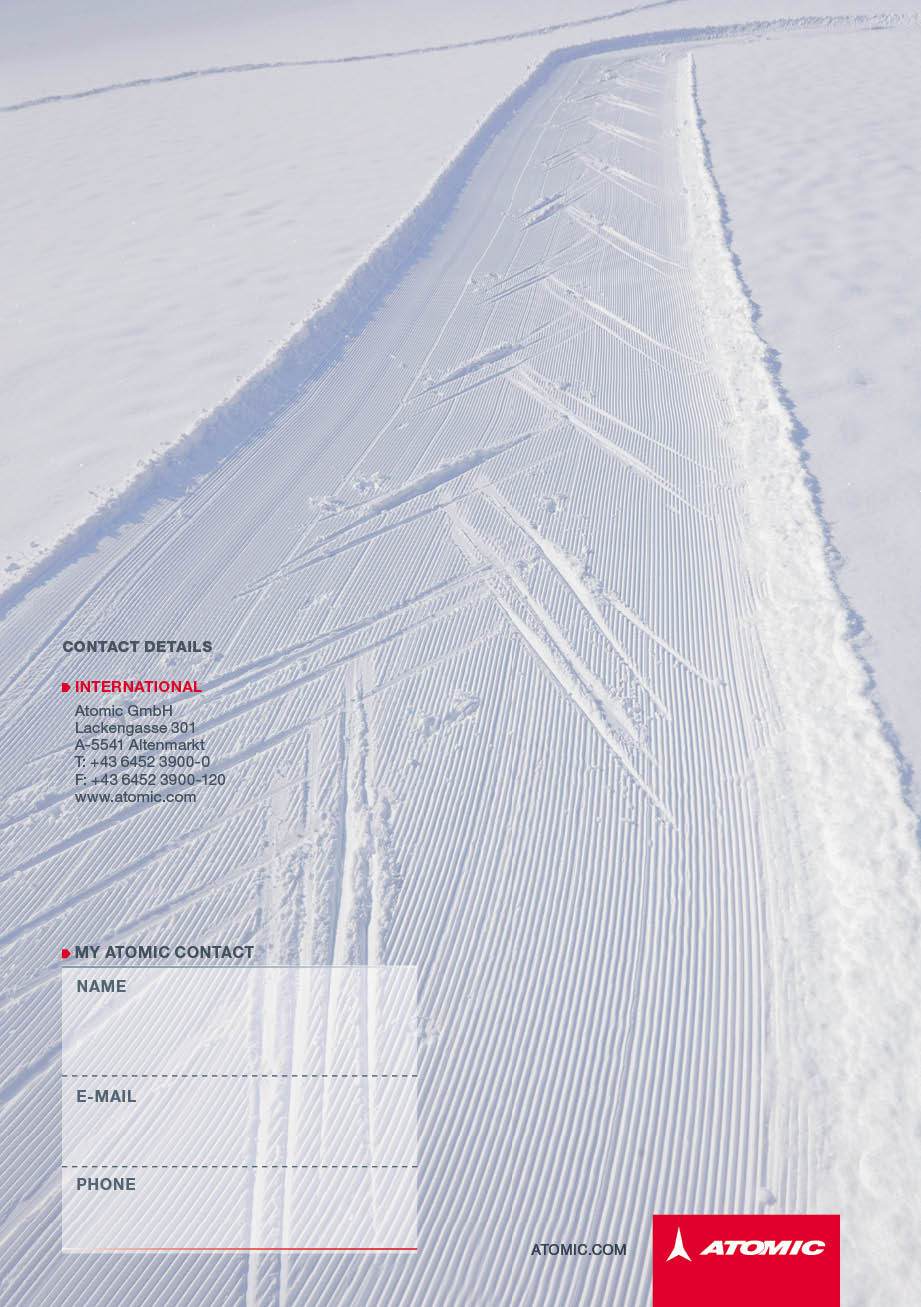 CONTACT DETAILS
INTERNATIONAL
Atomic GmbH
Lackengasse 301
A-5541 Altenmarkt
T: +43 6452 3900-0
F: +43 6452 3900-120
www.atomic.com
MY ATOMIC CONTACT
NAME
E-MAIL
PHONE
ATOMIC.COM
ATOMIC